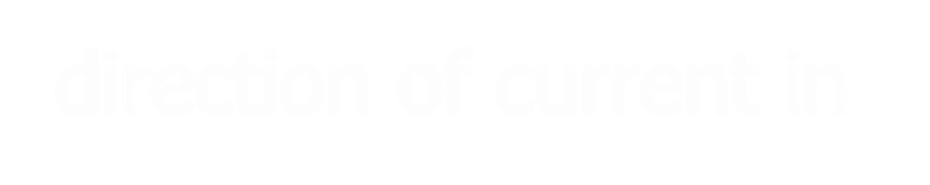 direction of current in